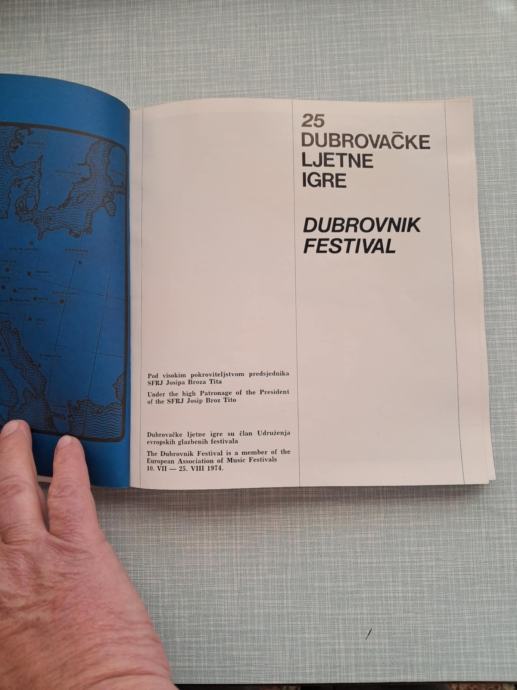 25
DUBROVAČKE
LJETNE
IGRE
DUBROVNIK
FESTIVAL
Pod visokim pokroviteljstvom predsjednika
SFRJ Josipa Broza Tita
Under the high Patronage of the President
of the SFRJ Josip Broz Tito
Dubrovačke ljetne igre su član Udruženja
evropskih glazbenih festivala
The Dubrovnik Festival is a member of the
European Association of Music Festivals
10. VII — 25. VIII 1974.